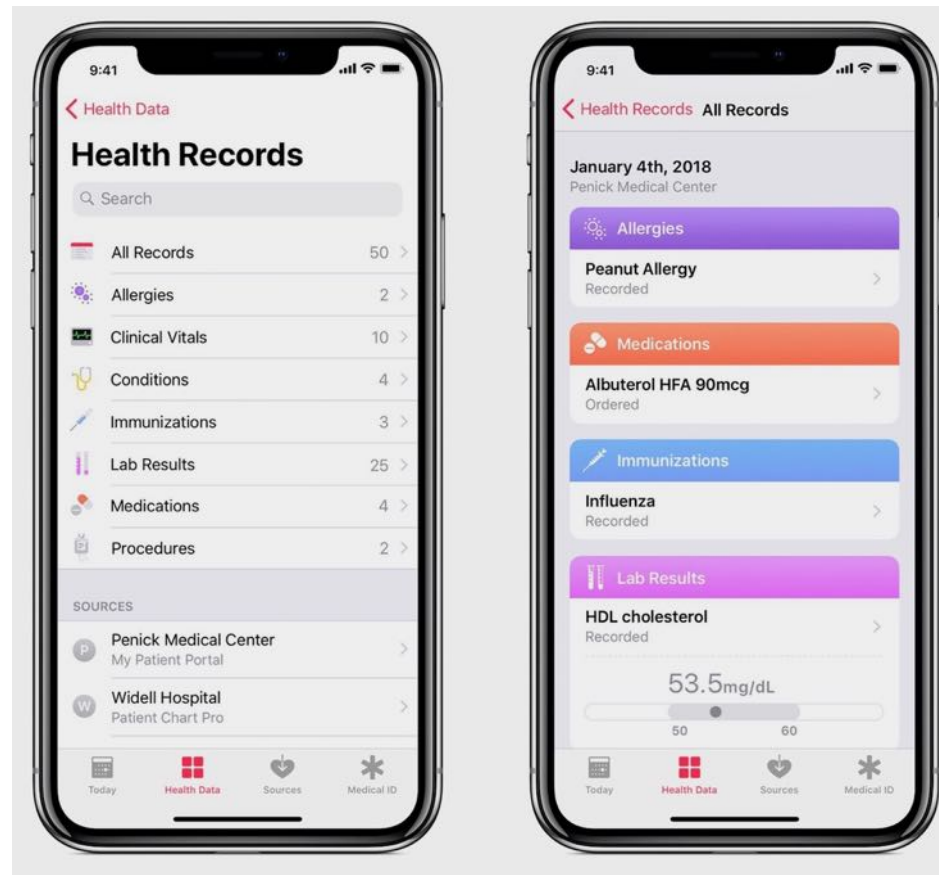 9:41
Health Data
Health Records
Search
All Records 50
Allergies 2
Clinical Vitals 10
Conditions 4
Immunizations 3
Lab Results 25
Medications 4
Procedures 2
SOURCES
P Penick Medical Center
My Patient Portal
W Widell Hospital
Patient Chart Pro
Today Health Data Sources Medical ID
9:41
Health Records All Records
January 4th, 2018
Penick Medical Center
Allergies
Peanut Allergy
Recorded
Medications
Albuterol HFA 90mcg
Ordered
Immunizations
Influenza
Recorded
Lab Results
HDL cholesterol
Recorded
53.5mg/dL
50 60
Today Health Data Sources Medical ID